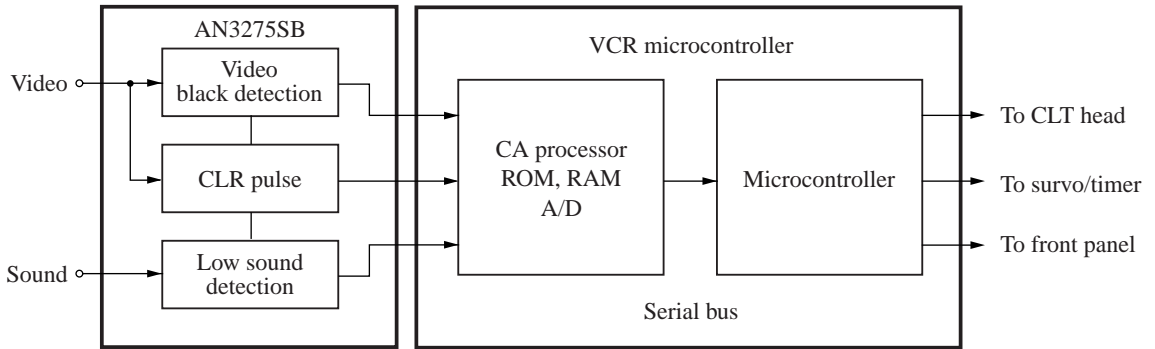 AN3275SB
VCR microcontroller
Video
Video
black detection
CLR pulse
Sound
Low sound
detection
CA processor
ROM, RAM
A/D
Microcontroller
To CLT head
To survo/timer
To front panel
Serial bus